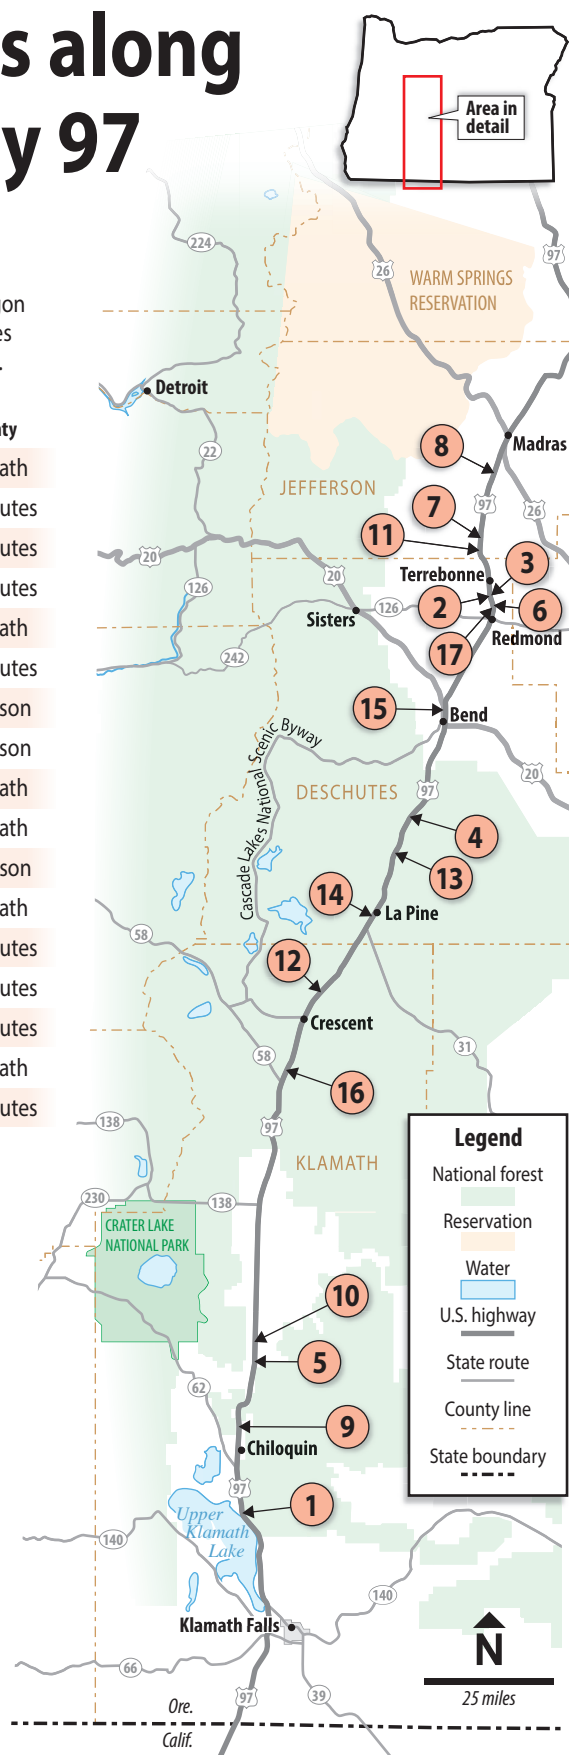 s along
y 97
Area in
detail
gon
es
.
nty
ath
utes
utes
utes
ath
utes
son
son
ath
ath
son
ath
utes
utes
utes
ath
utes
224
26
97
WARM SPRINGS
RESERVATION
Detroit
Madras
8
22
JEFFERSON
97
7
26
11
20
3
Terrebonne
20
126
126
2
6
Sisters
Redmond
17
242
15
Bend
Cascade Lakes National Scenic Byway
20
DESCHUTES
97
4
13
14
La Pine
58
12
Crescent
31
58
16
97
138
KLAMATH
230
138
CRATER LAKE
NATIONAL PARK
10
5
62
9
Chiloquin
97
1
Upper
Klamath
Lake
140
140
Klamath Falls
66
97
39
Ore.
Calif.
Legend
National forest
Reservation
Water
U.S. highway
State route
County line
State boundary
N
25 miles